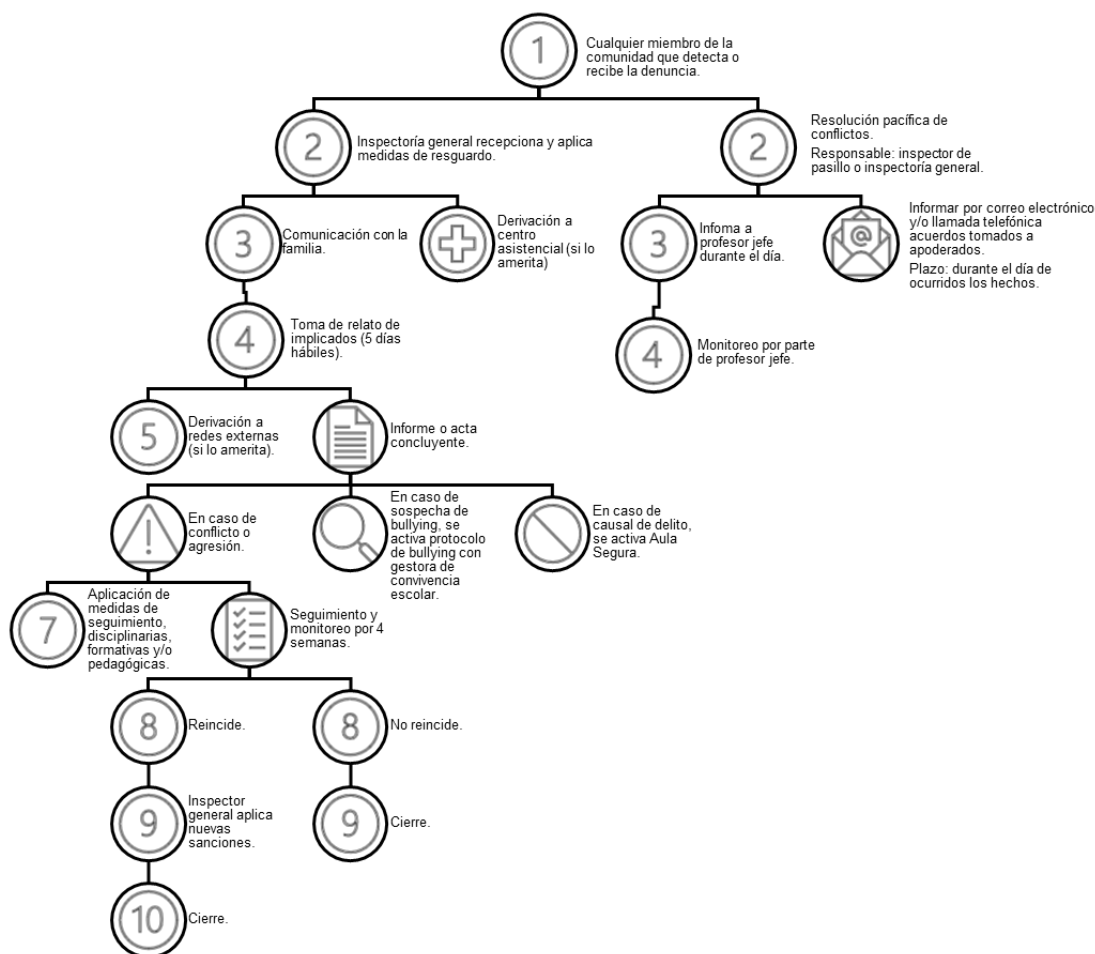 1
Cualquier miembro de la
comunidad que detecta o
recibe la denuncia.
2
Inspectoría general recepciona y aplica
medidas de resguardo.
2
Resolución pacífica de
conflictos.
Responsable: inspector de
pasillo o inspectoría general.
3
Comunicación con la
familia.
Derivación a
centro
asistencial (si lo
amerita)
3
Infoma a
profesor jefe
durante el día.
@
Informar por correo electrónico
y/o llamada telefónica
acuerdos tomados a
apoderados.
Plazo: durante el día de
ocurridos los hechos.
4
Toma de relato de
implicados (5 días
hábiles).
4
Monitoreo por parte
de profesor jefe.
5
Derivación a
redes externas
(si lo amerita).
Informe o acta
concluyente.
En caso de
conflicto o
agresión.
En caso de
sospecha de
bullying, se
activa protocolo
de bullying con
gestora de
convivencia
escolar.
En caso de
causal de delito,
se activa Aula
Segura.
7
Aplicación de
medidas de
seguimiento,
disciplinarias,
formativas y/o
pedagógicas.
Seguimiento y
monitoreo por 4
semanas.
8
Reincide.
8
No reincide.
9
Inspector
general aplica
nuevas
sanciones.
9
Cierre.
10
Cierre.